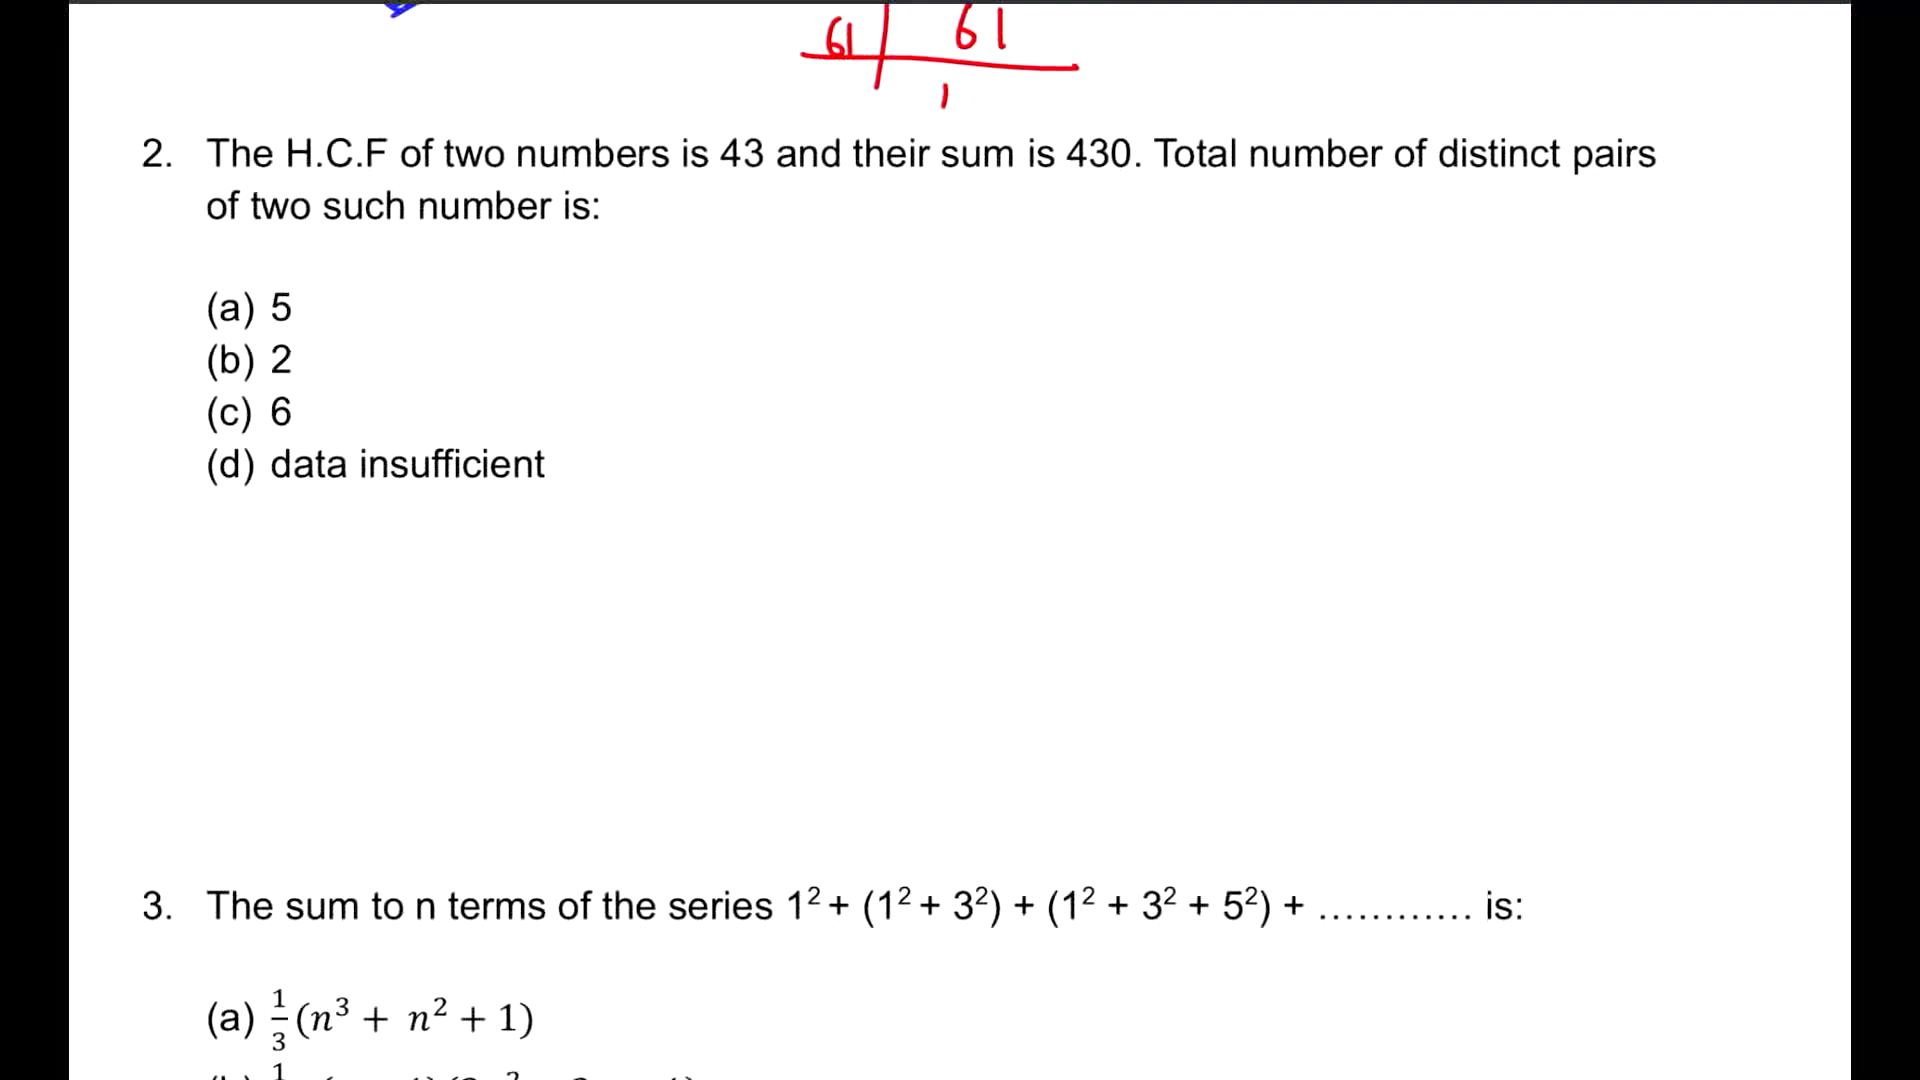 61 61
1
2. The H.C.F of two numbers is 43 and their sum is 430. Total number of distinct pairs
of two such number is:
(a) 5
(b) 2
(c) 6
(d) data insufficient
3. The sum to n terms of the series 1² + (1² + 3²) + (1² + 3² + 5²) + ............ is:
(a) 1/3 (n³ + n² + 1)